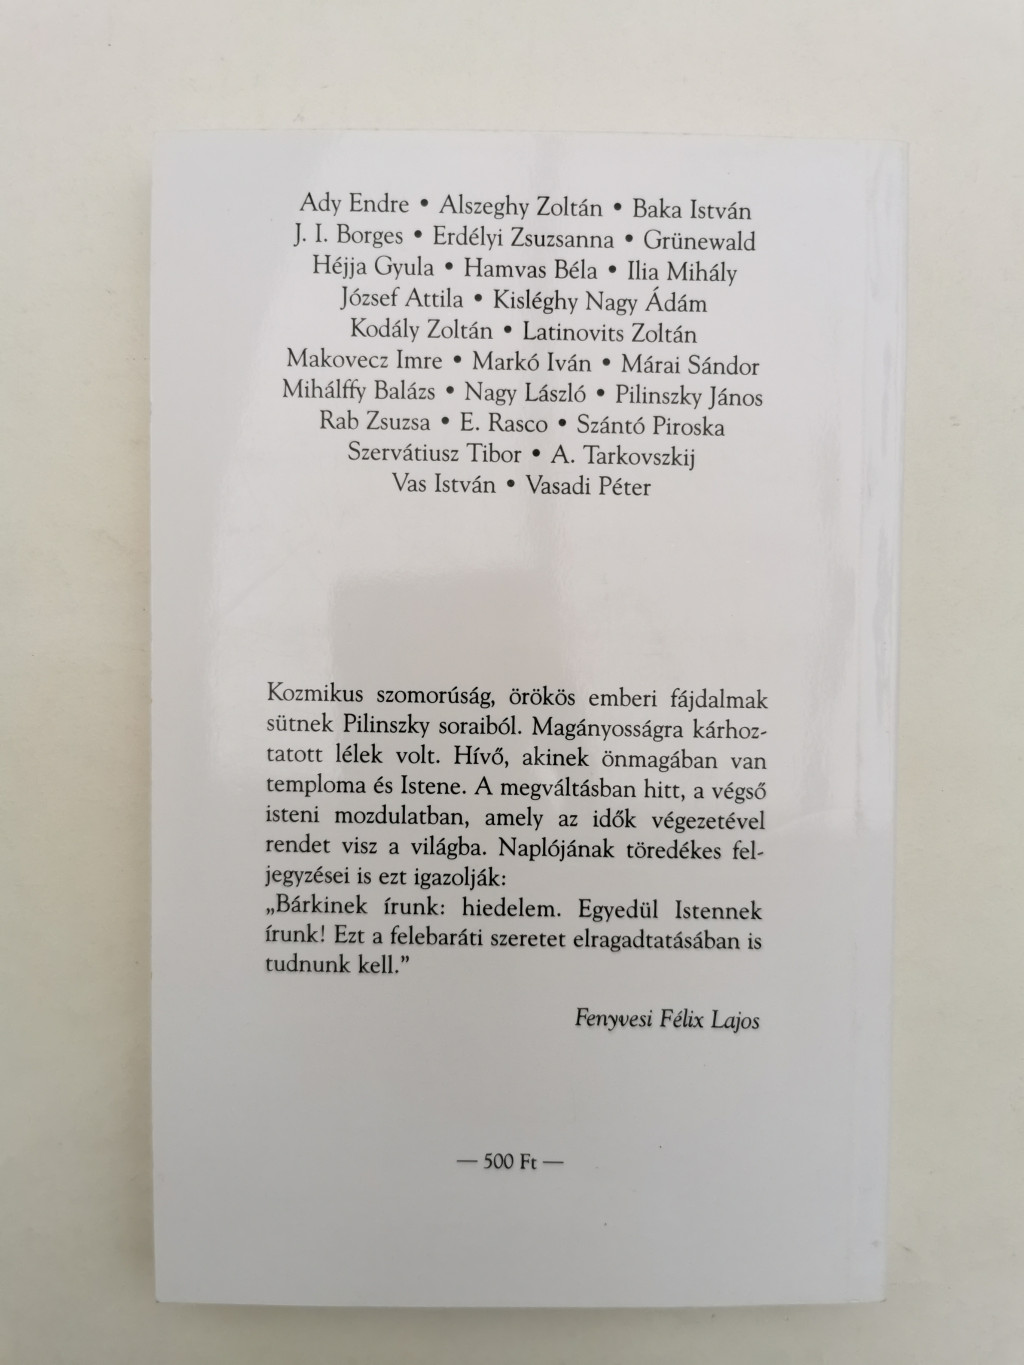 Ady Endre • Alszeghy Zoltán • Baka István
J. I. Borges • Erdélyi Zsuzsanna • Grünewald
Héjja Gyula • Hamvas Béla • Ilia Mihály
József Attila • Kisléghy Nagy Ádám
Kodály Zoltán • Latinovits Zoltán
Makovecz Imre • Markó Iván • Márai Sándor
Mihálffy Balázs • Nagy László • Pilinszky János
Rab Zsuzsa • E. Rasco • Szántó Piroska
Szervátiusz Tibor • A. Tarkovszkij
Vas István • Vasadi Péter
Kozmikus szomorúság, örökös emberi fájdalmak
sütnek Pilinszky soraiból. Magányosságra kárhoz-
tatott lélek volt. Hívő, akinek önmagában van
temploma és Istene. A megváltásban hitt, a végső
isteni mozdulatban, amely az idők végezetével
rendet visz a világba. Naplójának töredékes fel-
jegyzései is ezt igazolják:
„Bárkinek írunk: hiedelem. Egyedül Istennek
írunk! Ezt a felebaráti szeretet elragadtatásában is
tudnunk kell.”
Fenyvesi Félix Lajos
— 500 Ft —